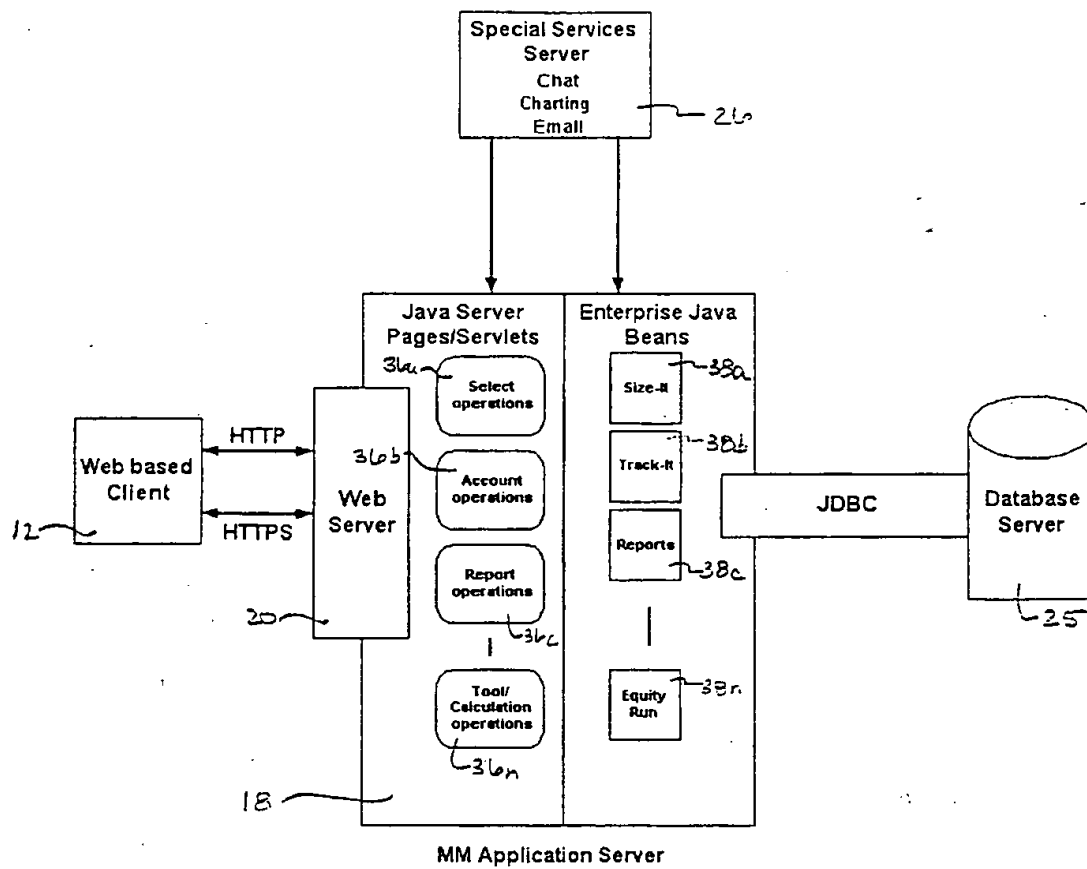 Special Services
Server
Chat
Charting
Email
26
Java Server
Pages/Servlets
Enterprise Java
Beans
36a
Select
operations
38a
Size-It
HTTP
Web based
Client
HTTPS
12
Web
Server
20
36b
Account
operations
38b
Track-It
JDBC
Database
Server
25
Report
operations
36c
Reports
38c
Tool/
Calculation
operations
36n
Equity
Run
38n
18
MM Application Server